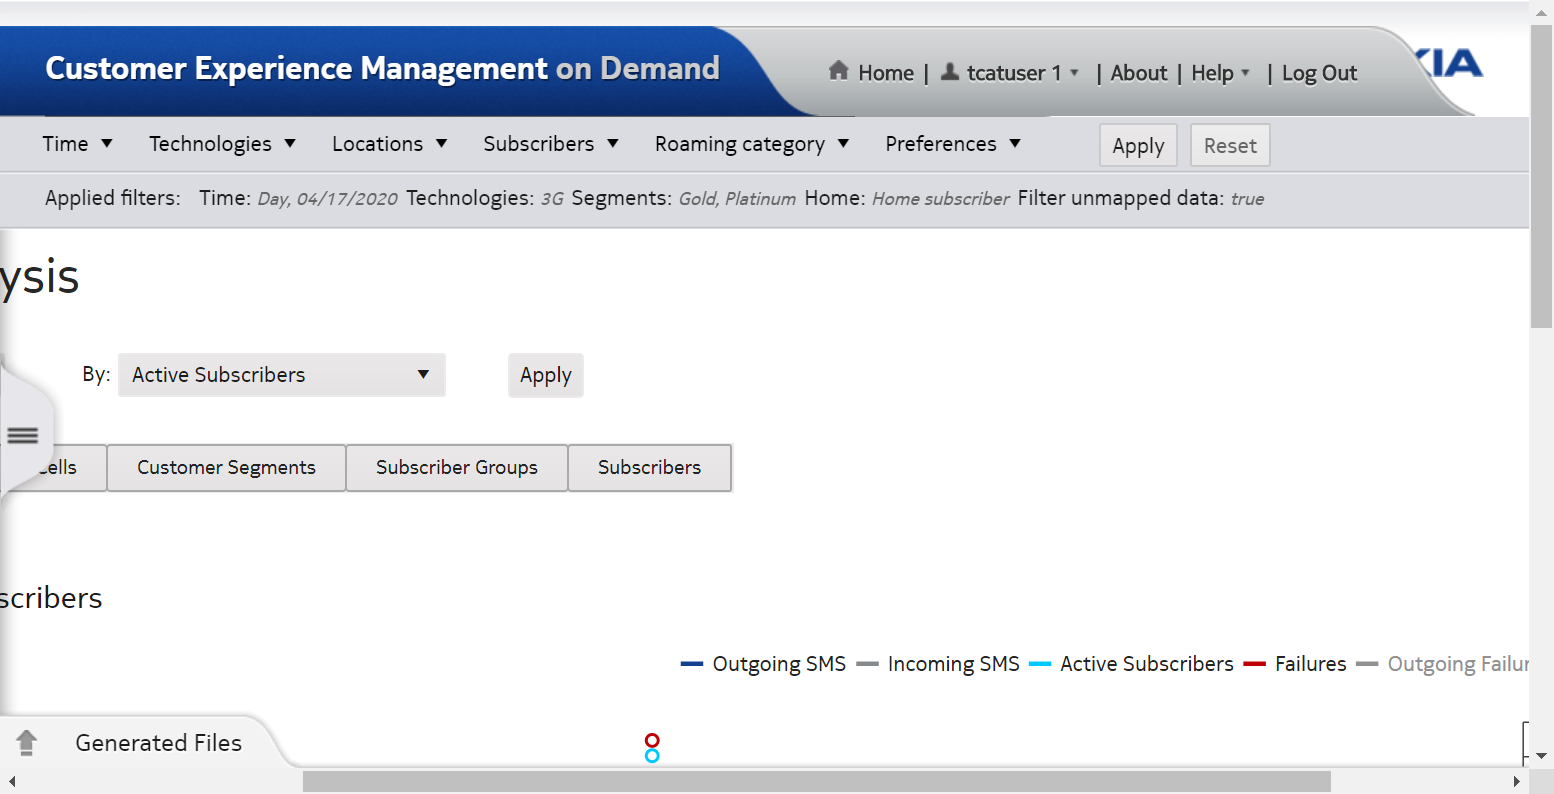 Customer Experience Management on Demand
Home | tcatuser 1 | About | Help | Log Out
KIA
Time Technologies Locations Subscribers Roaming category Preferences Apply Reset
Applied filters: Time: Day, 04/17/2020 Technologies: 3G Segments: Gold, Platinum Home: Home subscriber Filter unmapped data: true
ysis
By: Active Subscribers Apply
ells Customer Segments Subscriber Groups Subscribers
scribers
Outgoing SMS Incoming SMS Active Subscribers Failures Outgoing Failur
Generated Files